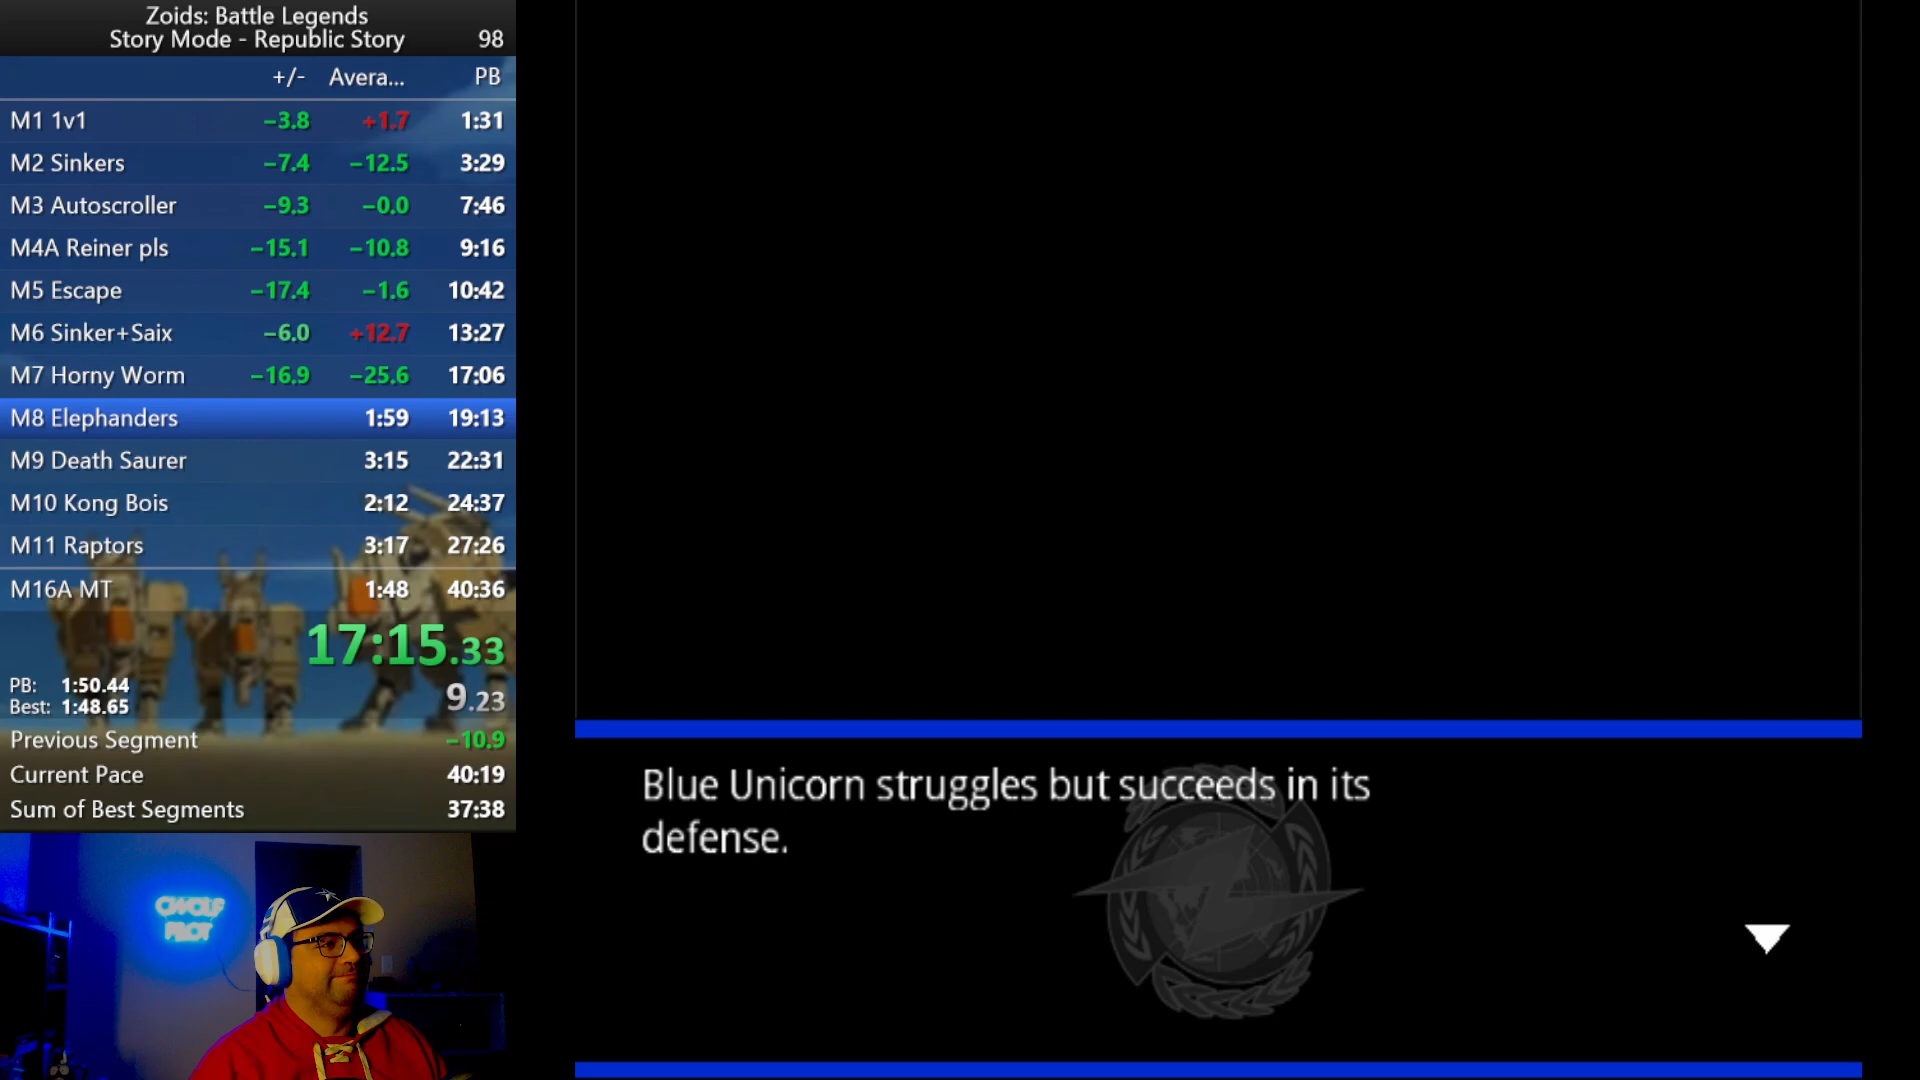 Zoids: Battle Legends
Story Mode - Republic Story 98
+/- Avera... PB
M1 1v1 −3.8 +1.7 1:31
M2 Sinkers −7.4 −12.5 3:29
M3 Autoscroller −9.3 −0.0 7:46
M4A Reiner pls −15.1 −10.8 9:16
M5 Escape −17.4 −1.6 10:42
M6 Sinker+Saix −6.0 +12.7 13:27
M7 Horny Worm −16.9 −25.6 17:06
M8 Elephanders 1:59 19:13
M9 Death Saurer 3:15 22:31
M10 Kong Bois 2:12 24:37
M11 Raptors 3:17 27:26
M16A MT 1:48 40:36
17:15.33
PB: 1:50.44
Best: 1:48.65
9.23
Previous Segment −10.9
Current Pace 40:19
Sum of Best Segments 37:38
Blue Unicorn struggles but succeeds in its
defense.